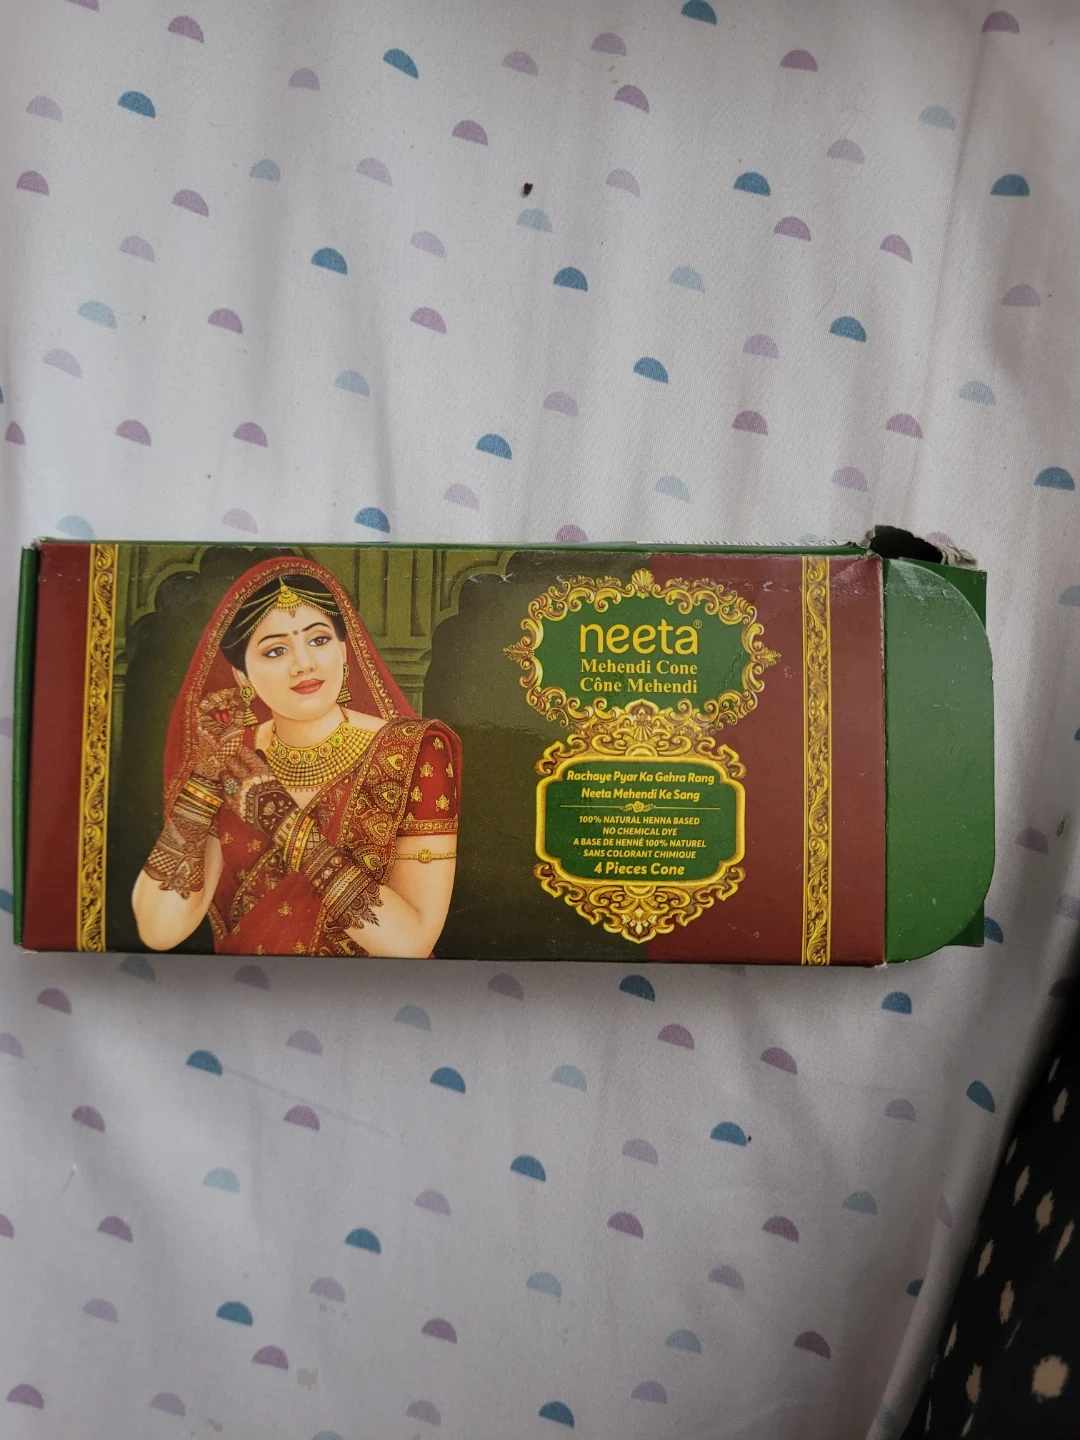 neeta®
Mehendi Cone
Cône Mehendi
Rachaye Pyar Ka Gehra Rang
Neeta Mehendi Ke Sang
100% NATURAL HENNA BASED
NO CHEMICAL DYE
A BASE DE HENNÉ 100% NATUREL
SANS COLORANT CHIMIQUE
4 Pieces Cone